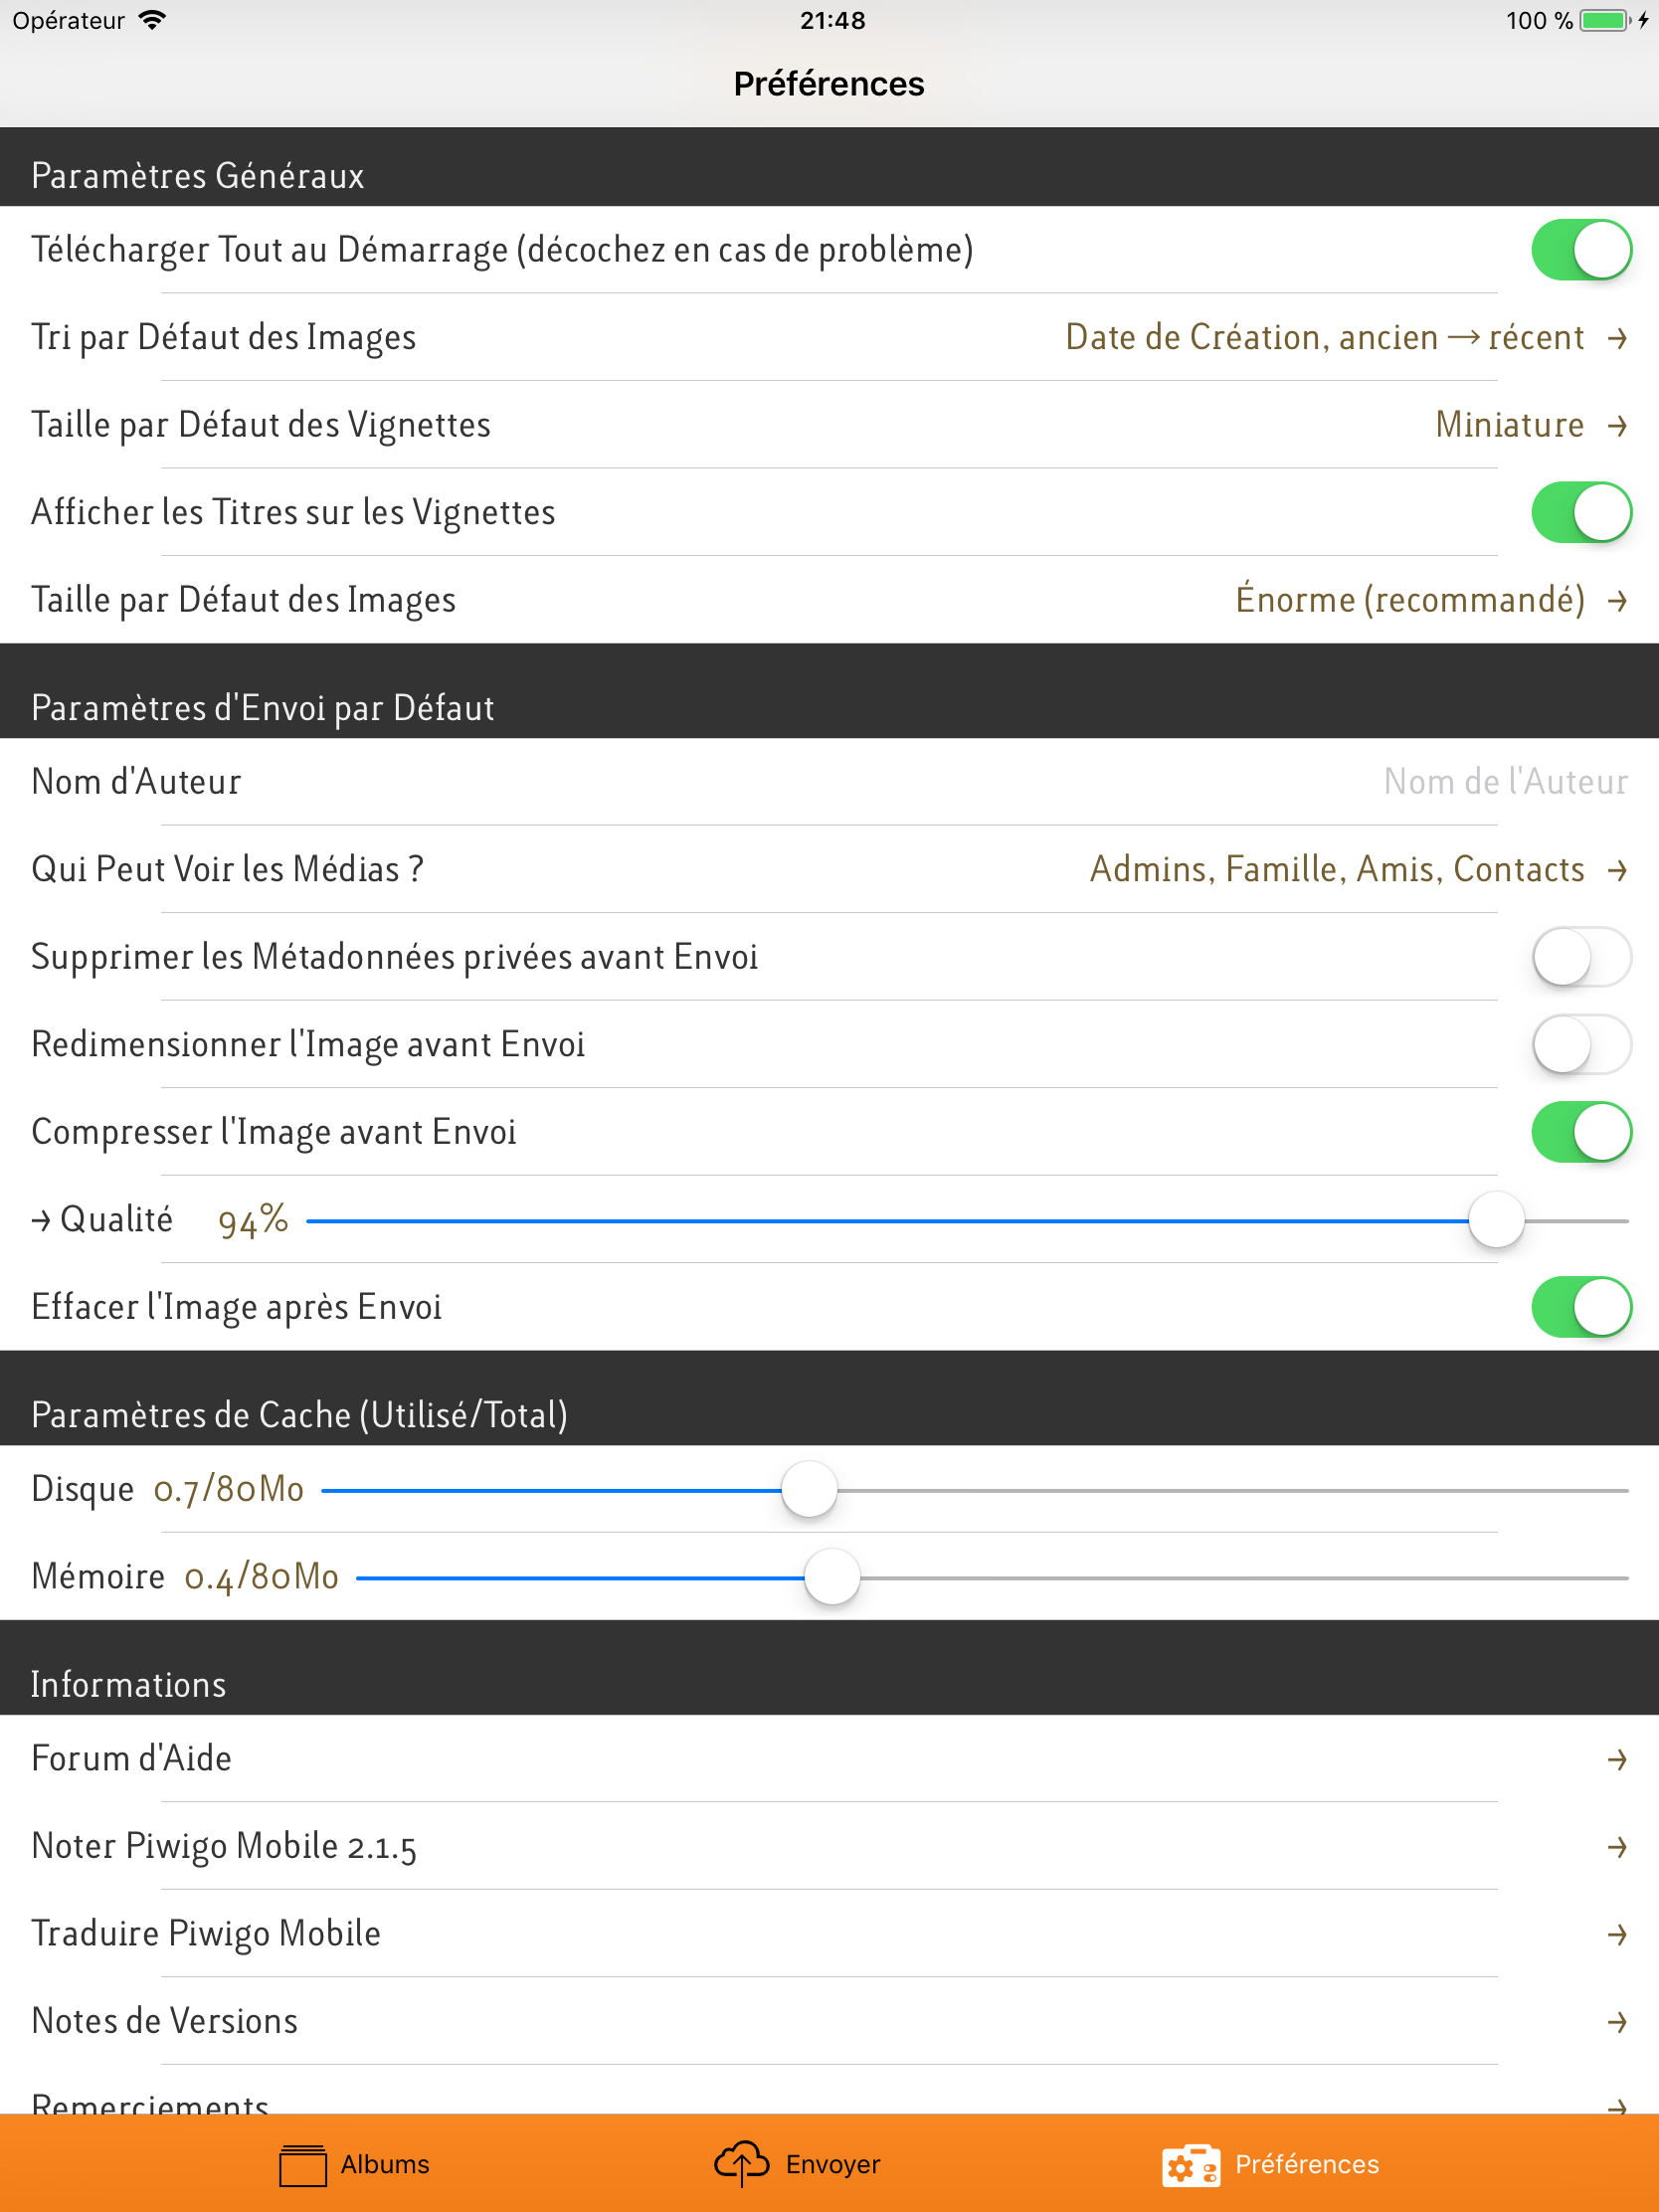 Opérateur 21:48 100 %
Préférences
Paramètres Généraux
Télécharger Tout au Démarrage (décochez en cas de problème)
Tri par Défaut des Images Date de Création, ancien → récent →
Taille par Défaut des Vignettes Miniature →
Afficher les Titres sur les Vignettes
Taille par Défaut des Images Énorme (recommandé) →
Paramètres d'Envoi par Défaut
Nom d'Auteur Nom de l'Auteur
Qui Peut Voir les Médias ? Admins, Famille, Amis, Contacts →
Supprimer les Métadonnées privées avant Envoi
Redimensionner l'Image avant Envoi
Compresser l'Image avant Envoi
→ Qualité 94%
Effacer l'Image après Envoi
Paramètres de Cache (Utilisé/Total)
Disque 0.7/80Mo
Mémoire 0.4/80Mo
Informations
Forum d'Aide →
Noter Piwigo Mobile 2.1.5 →
Traduire Piwigo Mobile →
Notes de Versions →
Remerciements →
Albums Envoyer Préférences